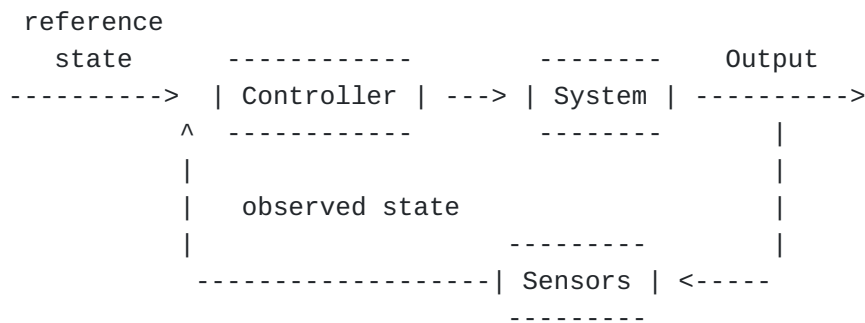 reference
state Output
Controller System
observed state
Sensors